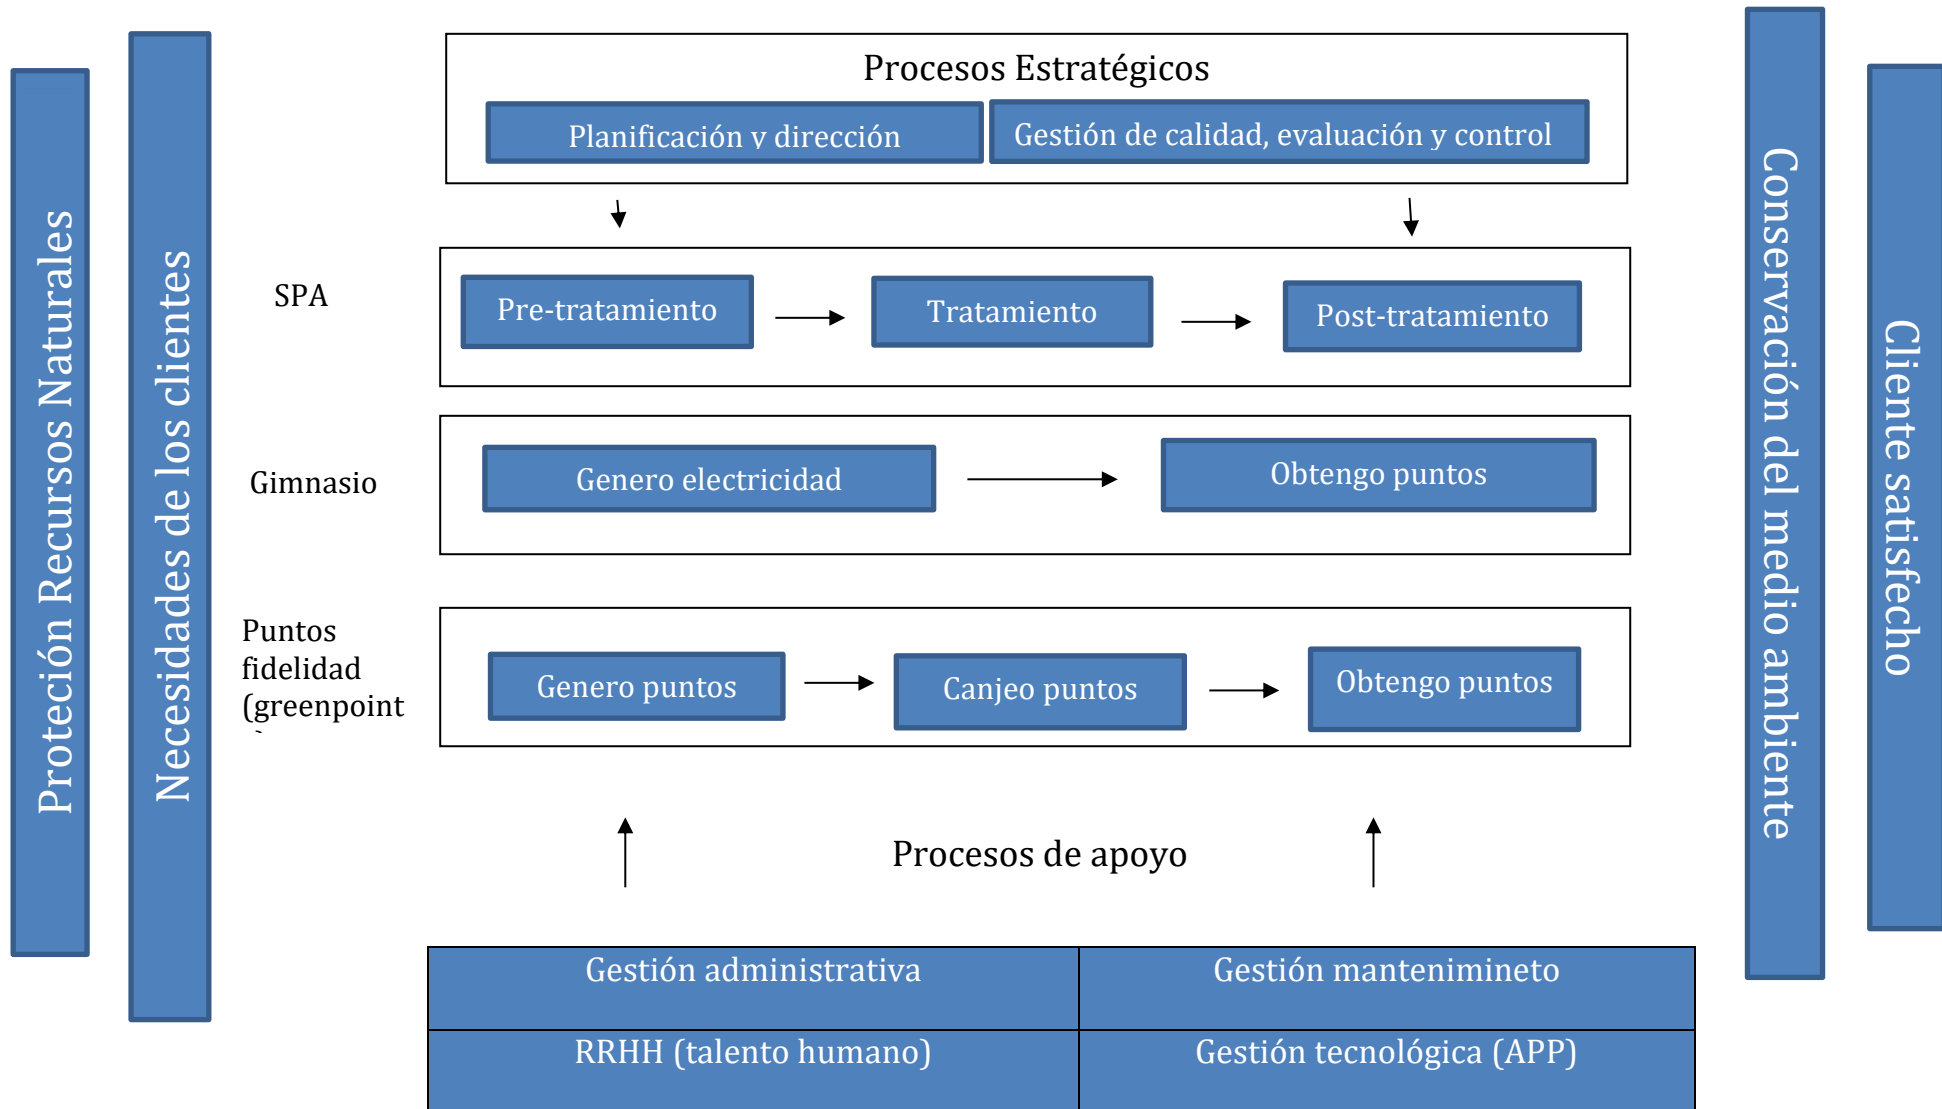 Proteción Recursos Naturales
Necesidades de los clientes
Procesos Estratégicos
Planificación y dirección
Gestión de calidad, evaluación y control
SPA
Pre-tratamiento
Tratamiento
Post-tratamiento
Gimnasio
Genero electricidad
Obtengo puntos
Puntos
fidelidad
(greenpoint
Genero puntos
Canjeo puntos
Obtengo puntos
Procesos de apoyo
Gestión administrativa
Gestión mantenimineto
RRHH (talento humano)
Gestión tecnológica (APP)
Conservación del medio ambiente
Cliente satisfecho